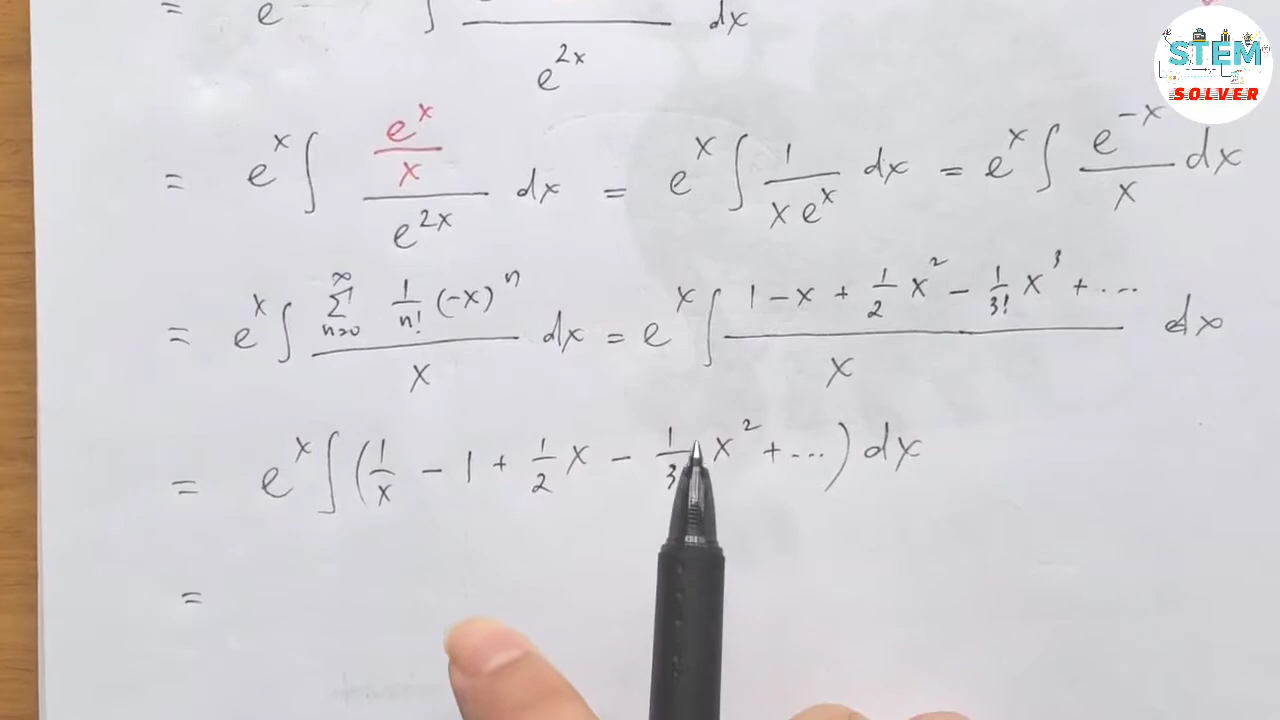 STEM
SOLVER
= e ∫ ―― dx
e^{2x}
= e^x ∫ (e^x/x)/e^{2x} dx = e^x ∫ 1/(x e^x) dx = e^x ∫ e^{-x}/x dx
= e^x ∫ (∑_{n=0}^{∞} 1/n! (-x)^n)/x dx = e^x ∫ (1 - x + 1/2 x^2 - 1/3! x^3 + ...)/x dx
= e^x ∫ (1/x - 1 + 1/2 x - 1/3 x^2 + ...) dx
=